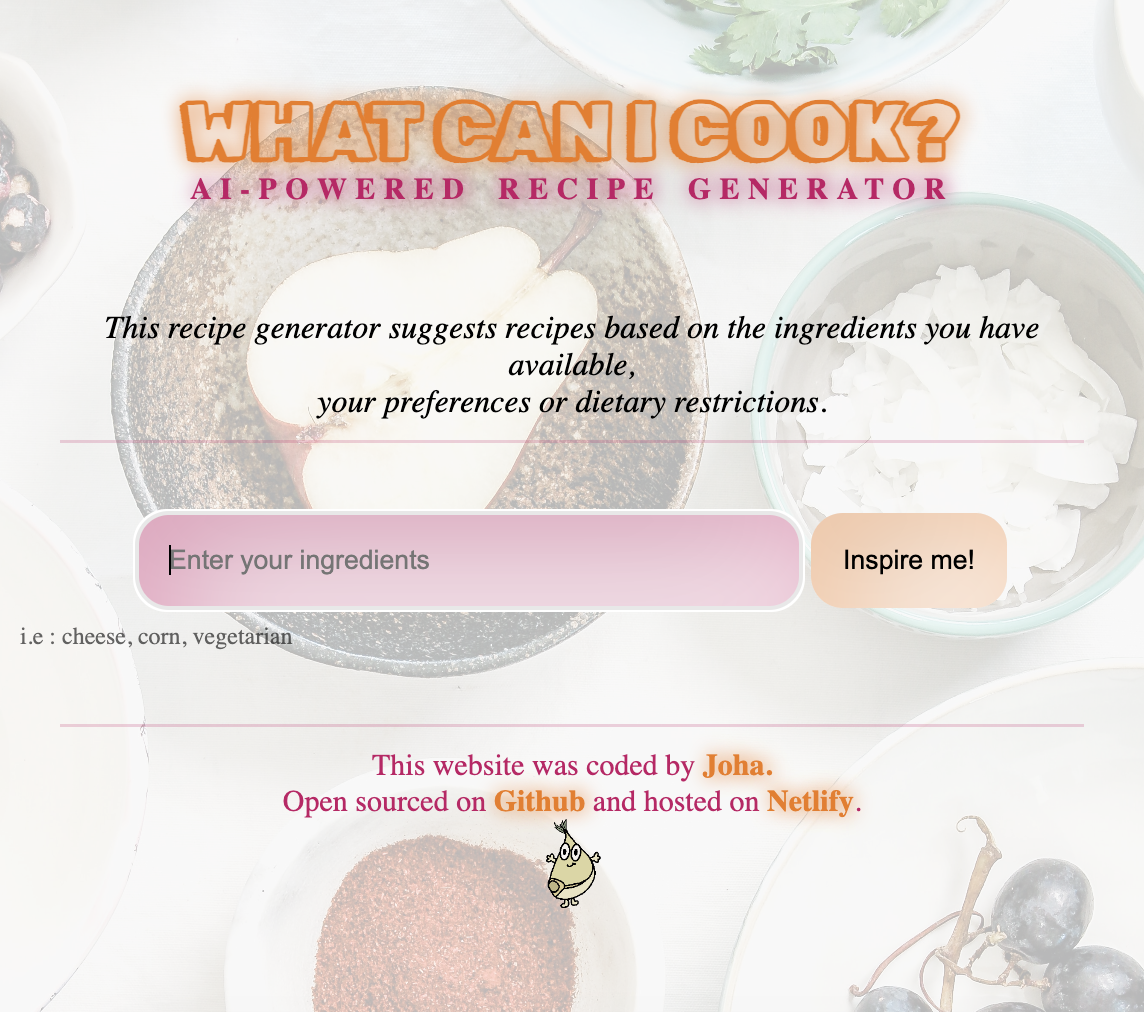 WHAT CAN I COOK?
AI-POWERED RECIPE GENERATOR
This recipe generator suggests recipes based on the ingredients you have
available,
your preferences or dietary restrictions.
Enter your ingredients
Inspire me!
i.e : cheese, corn, vegetarian
This website was coded by Joha.
Open sourced on Github and hosted on Netlify.